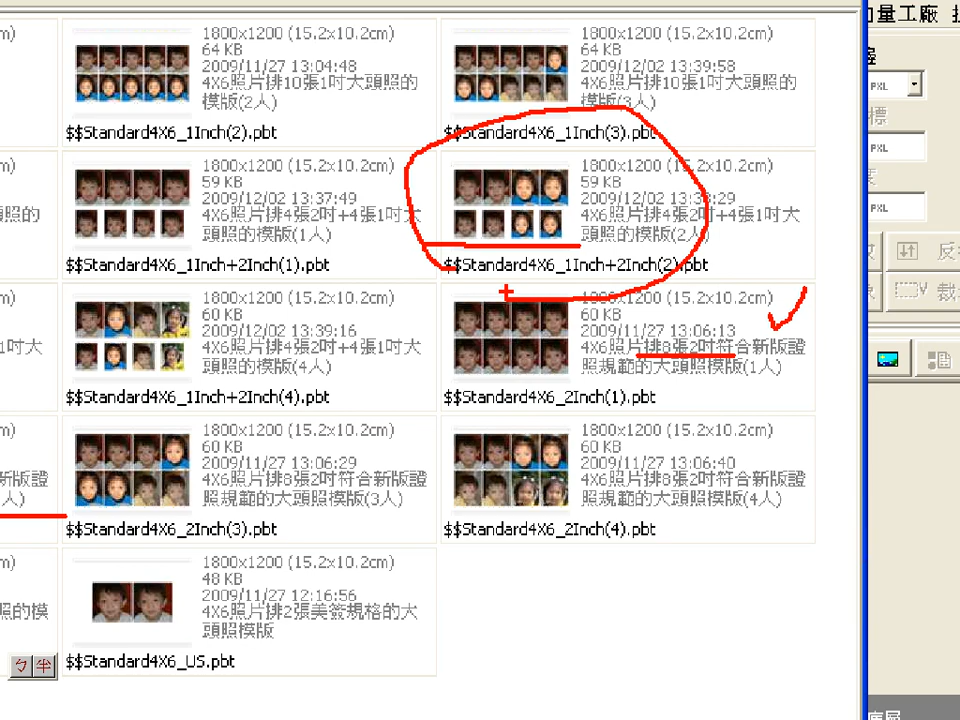 m)
1800x1200 (15.2x10.2cm)
64 KB
2009/11/27 13:04:48
4X6照片排10張1吋大頭照的
模版(2人)
$$Standard4X6_1Inch(2).pbt
1800x1200 (15.2x10.2cm)
64 KB
2009/12/02 13:39:58
4X6照片排10張1吋大頭照的
模版(3人)
$$Standard4X6_1Inch(3).pbt
m)
照的
1800x1200 (15.2x10.2cm)
59 KB
2009/12/02 13:37:49
4X6照片排4張2吋+4張1吋大
頭照的模版(1人)
$$Standard4X6_1Inch+2Inch(1).pbt
1800x1200 (15.2x10.2cm)
59 KB
2009/12/02 13:38:29
4X6照片排4張2吋+4張1吋大
頭照的模版(2人)
$$Standard4X6_1Inch+2Inch(2).pbt
m)
1吋大
1800x1200 (15.2x10.2cm)
60 KB
2009/12/02 13:39:16
4X6照片排4張2吋+4張1吋大
頭照的模版(4人)
$$Standard4X6_1Inch+2Inch(4).pbt
1800x1200 (15.2x10.2cm)
60 KB
2009/11/27 13:06:13
4X6照片排8張2吋符合新版證
照規範的大頭照模版(1人)
$$Standard4X6_2Inch(1).pbt
m)
新版證
人)
1800x1200 (15.2x10.2cm)
60 KB
2009/11/27 13:06:29
4X6照片排8張2吋符合新版證
照規範的大頭照模版(3人)
$$Standard4X6_2Inch(3).pbt
1800x1200 (15.2x10.2cm)
60 KB
2009/11/27 13:06:40
4X6照片排8張2吋符合新版證
照規範的大頭照模版(4人)
$$Standard4X6_2Inch(4).pbt
m)
照的模
1800x1200 (15.2x10.2cm)
48 KB
2009/11/27 12:16:56
4X6照片排2張美簽規格的大
頭照模版
$$Standard4X6_US.pbt
ㄅ半
力量工廠
PXL
標
PXL
PXL
反
裁